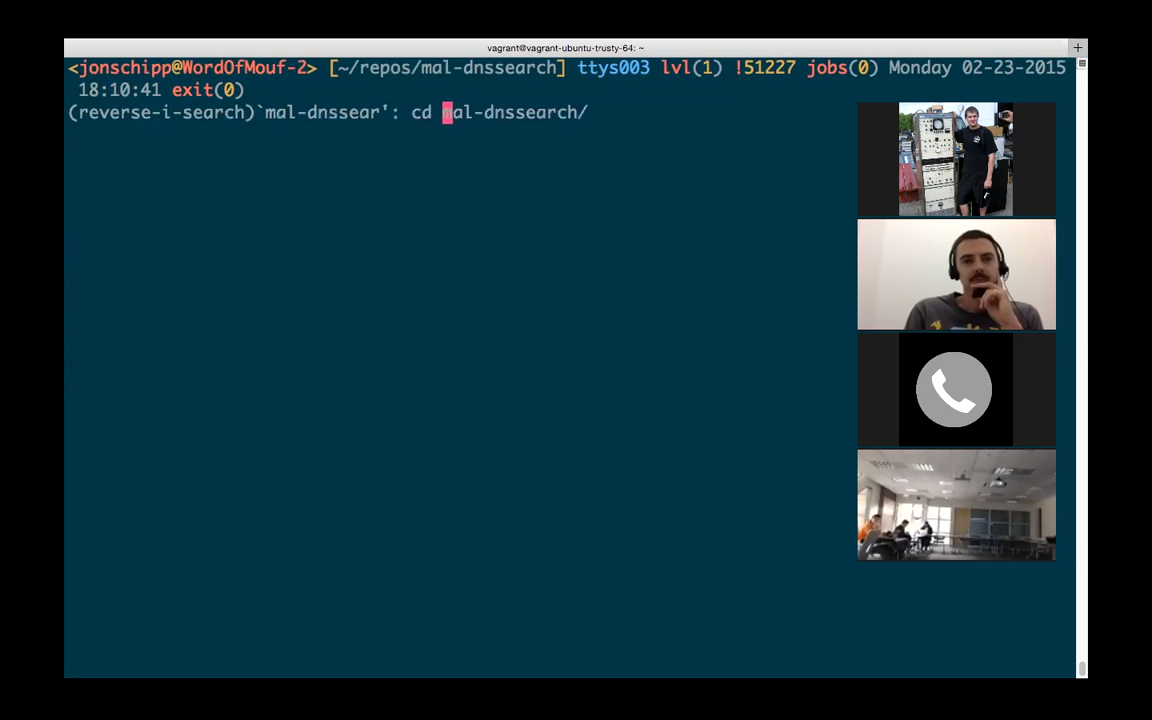 vagrant@vagrant-ubuntu-trusty-64: ~
<jonschipp@WordOfMouf-2> [~/repos/mal-dnssearch] ttys003 lvl(1) !51227 jobs(0) Monday 02-23-2015
18:10:41 exit(0)
(reverse-i-search)`mal-dnssear': cd mal-dnssearch/